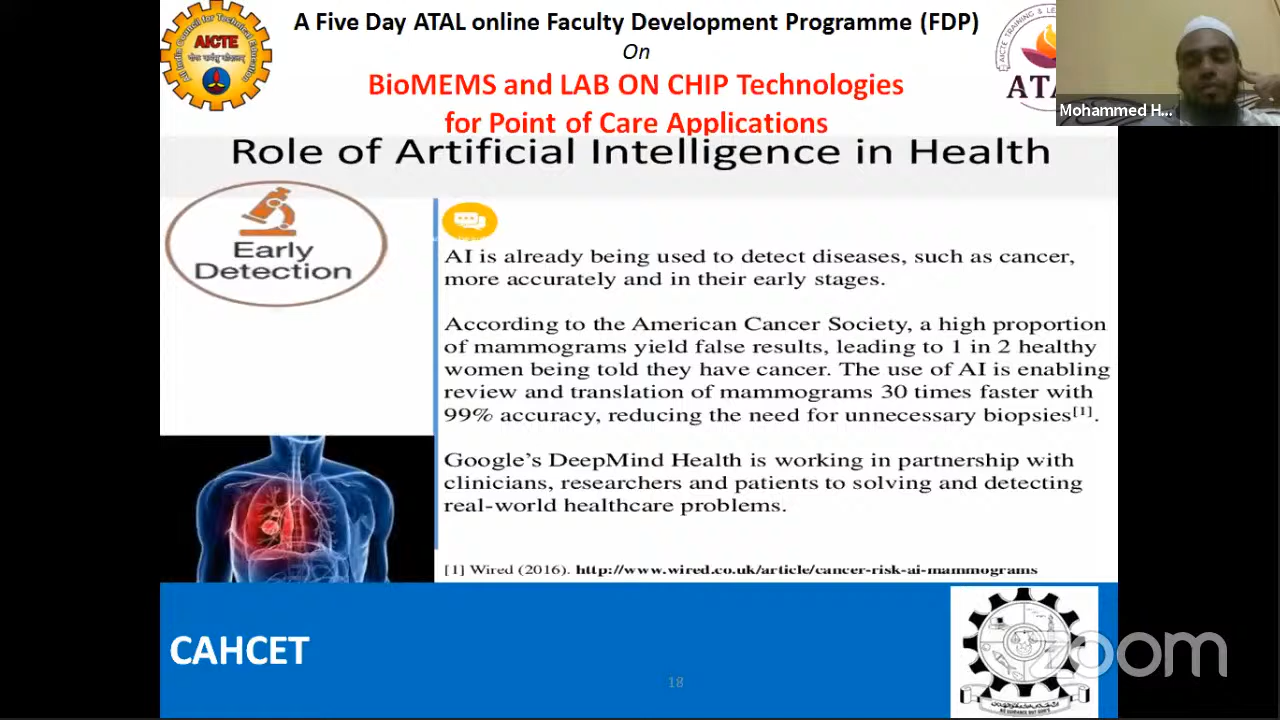 A Five Day ATAL online Faculty Development Programme (FDP)
On
BioMEMS and LAB ON CHIP Technologies
for Point of Care Applications
AICTE
ATA
Mohammed H...
Role of Artificial Intelligence in Health
Early
Detection
AI is already being used to detect diseases, such as cancer,
more accurately and in their early stages.
According to the American Cancer Society, a high proportion
of mammograms yield false results, leading to 1 in 2 healthy
women being told they have cancer. The use of AI is enabling
review and translation of mammograms 30 times faster with
99% accuracy, reducing the need for unnecessary biopsies[1].
Google's DeepMind Health is working in partnership with
clinicians, researchers and patients to solving and detecting
real-world healthcare problems.
[1] Wired (2016). http://www.wired.co.uk/article/cancer-risk-ai-mammograms
CAHCET
18
zoom